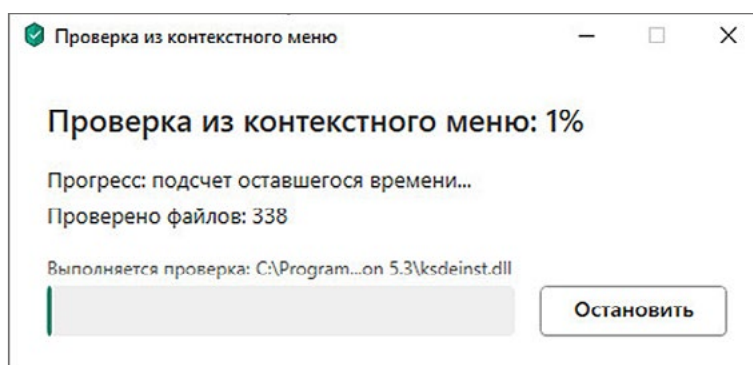 Проверка из контекстного меню
Проверка из контекстного меню: 1%
Прогресс: подсчет оставшегося времени...
Проверено файлов: 338
Выполняется проверка: C:\Program...on 5.3\ksdeinst.dll
Остановить